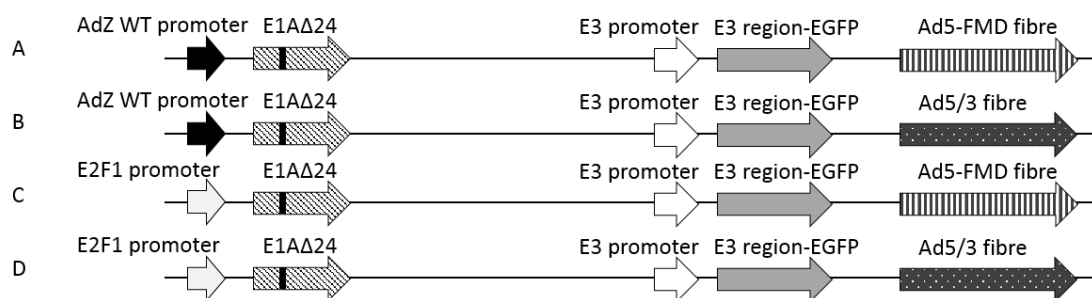 AdZ WT promoter E1AΔ24 E3 promoter E3 region-EGFP Ad5-FMD fibre
A
AdZ WT promoter E1AΔ24 E3 promoter E3 region-EGFP Ad5/3 fibre
B
E2F1 promoter E1AΔ24 E3 promoter E3 region-EGFP Ad5-FMD fibre
C
E2F1 promoter E1AΔ24 E3 promoter E3 region-EGFP Ad5/3 fibre
D